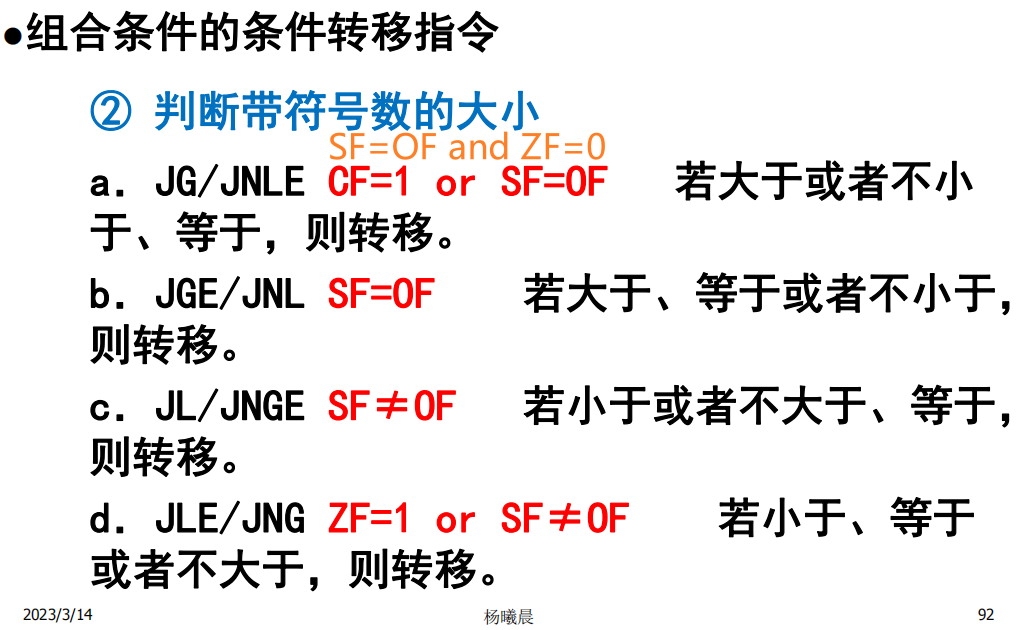 ●组合条件的条件转移指令
② 判断带符号数的大小
SF=OF and ZF=0
a. JG/JNLE CF=1 or SF=OF 若大于或者不小
于、等于，则转移。
b. JGE/JNL SF=OF 若大于、等于或者不小于，
则转移。
c. JL/JNGE SF≠OF 若小于或者不大于、等于，
则转移。
d. JLE/JNG ZF=1 or SF≠OF 若小于、等于
或者不大于，则转移。
2023/3/14 杨曦晨 92